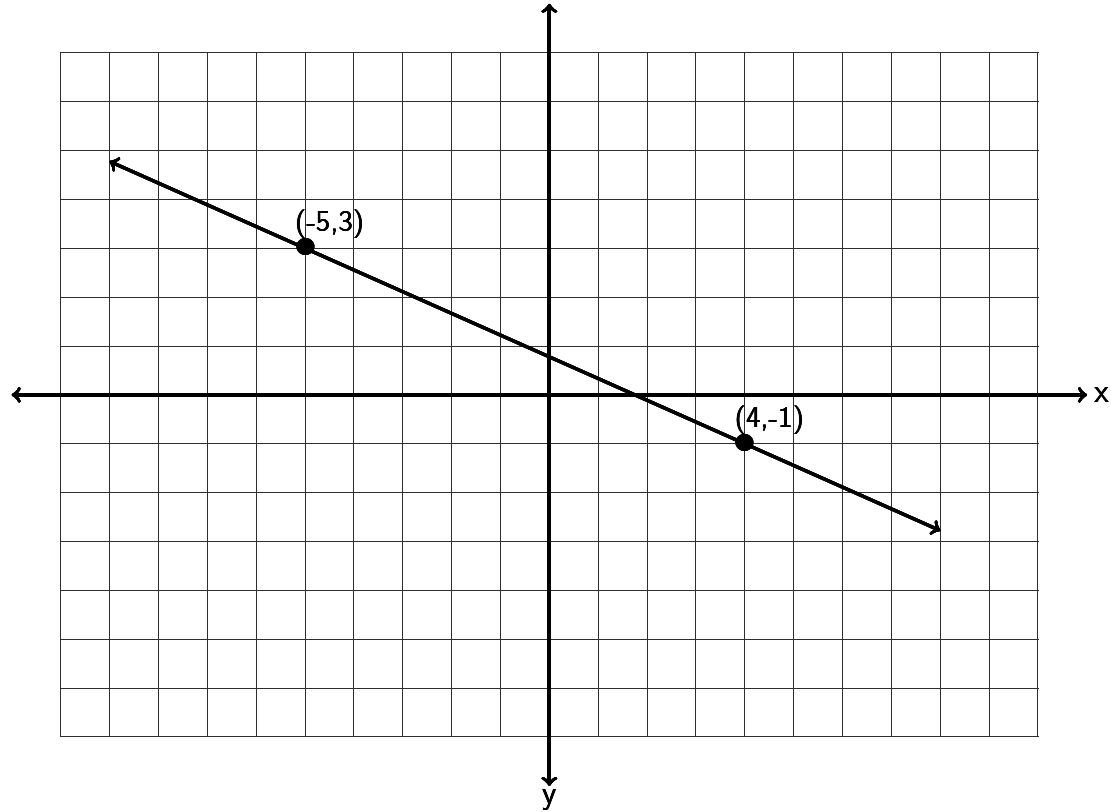 (-5,3)
x
(4,-1)
y